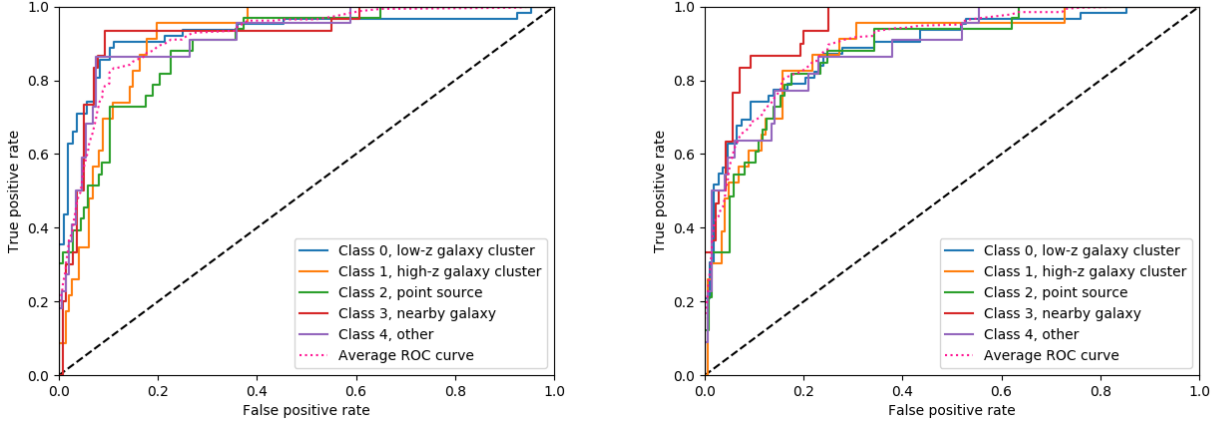 1.0
0.8
0.6
0.4
0.2
0.0
True positive rate
Class 0, low-z galaxy cluster
Class 1, high-z galaxy cluster
Class 2, point source
Class 3, nearby galaxy
Class 4, other
Average ROC curve
0.0 0.2 0.4 0.6 0.8 1.0
False positive rate
1.0
0.8
0.6
0.4
0.2
0.0
True positive rate
Class 0, low-z galaxy cluster
Class 1, high-z galaxy cluster
Class 2, point source
Class 3, nearby galaxy
Class 4, other
Average ROC curve
0.0 0.2 0.4 0.6 0.8 1.0
False positive rate